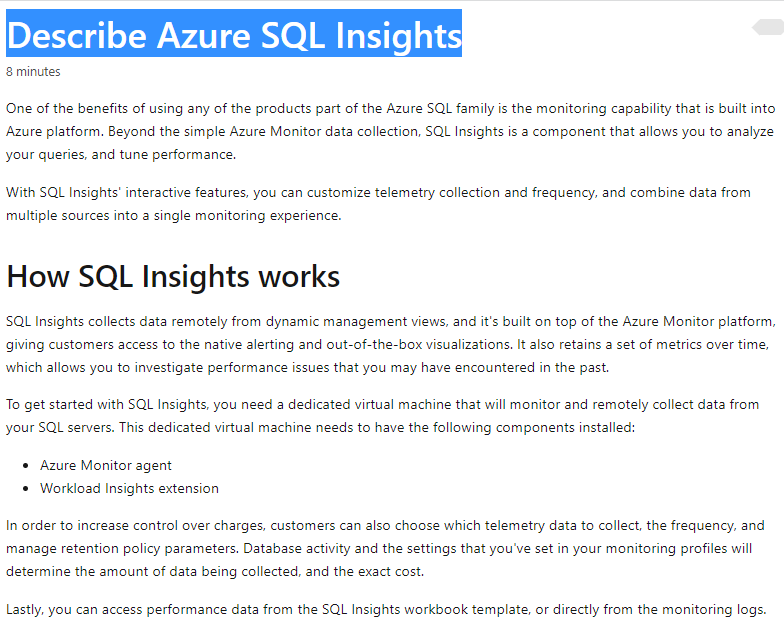 Describe Azure SQL Insights
8 minutes
One of the benefits of using any of the products part of the Azure SQL family is the monitoring capability that is built into
Azure platform. Beyond the simple Azure Monitor data collection, SQL Insights is a component that allows you to analyze
your queries, and tune performance.
With SQL Insights' interactive features, you can customize telemetry collection and frequency, and combine data from
multiple sources into a single monitoring experience.
How SQL Insights works
SQL Insights collects data remotely from dynamic management views, and it's built on top of the Azure Monitor platform,
giving customers access to the native alerting and out-of-the-box visualizations. It also retains a set of metrics over time,
which allows you to investigate performance issues that you may have encountered in the past.
To get started with SQL Insights, you need a dedicated virtual machine that will monitor and remotely collect data from
your SQL servers. This dedicated virtual machine needs to have the following components installed:
• Azure Monitor agent
• Workload Insights extension
In order to increase control over charges, customers can also choose which telemetry data to collect, the frequency, and
manage retention policy parameters. Database activity and the settings that you've set in your monitoring profiles will
determine the amount of data being collected, and the exact cost.
Lastly, you can access performance data from the SQL Insights workbook template, or directly from the monitoring logs.